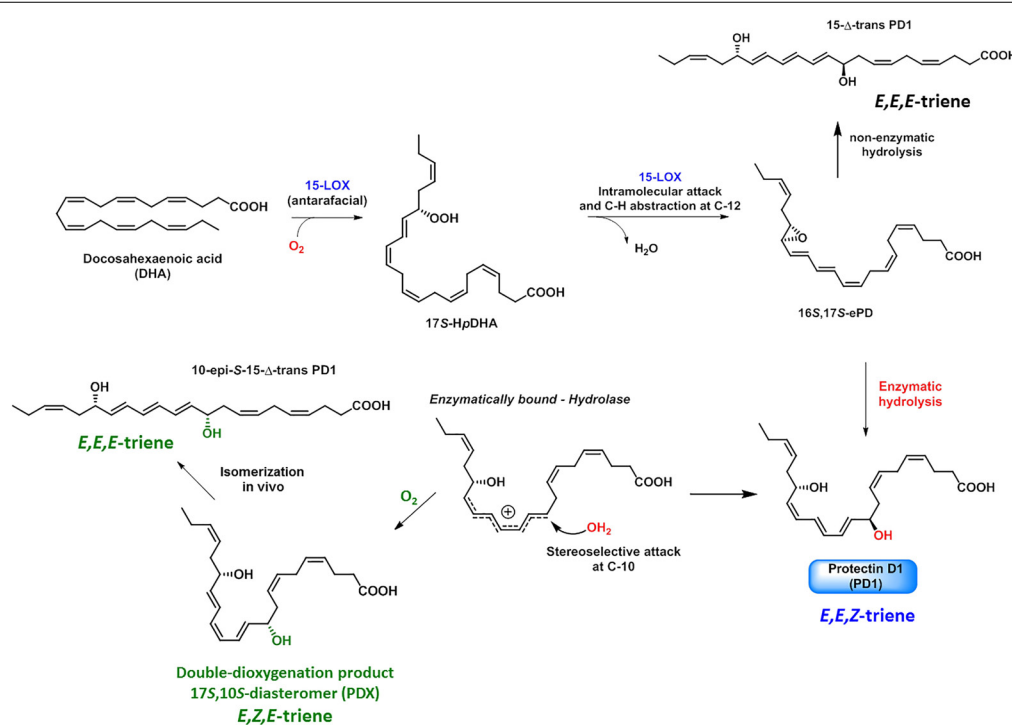 15-Δ-trans PD1
OH
COOH
OH
E,E,E-triene
non-enzymatic
hydrolysis
15-LOX
(antarafacial)
O2
COOH
Docosahexaenoic acid
(DHA)
OOH
COOH
17S-HpDHA
15-LOX
Intramolecular attack
and C-H abstraction at C-12
H2O
O
COOH
16S,17S-ePD
10-epi-S-15-Δ-trans PD1
OH
COOH
OH
E,E,E-triene
Isomerization
in vivo
Enzymatically bound - Hydrolase
OH
COOH
+
OH2
Stereoselective attack
at C-10
O2
Enzymatic
hydrolysis
OH
COOH
OH
Protectin D1
(PD1)
E,E,Z-triene
OH
COOH
OH
Double-dioxygenation product
17S,10S-diasteromer (PDX)
E,Z,E-triene